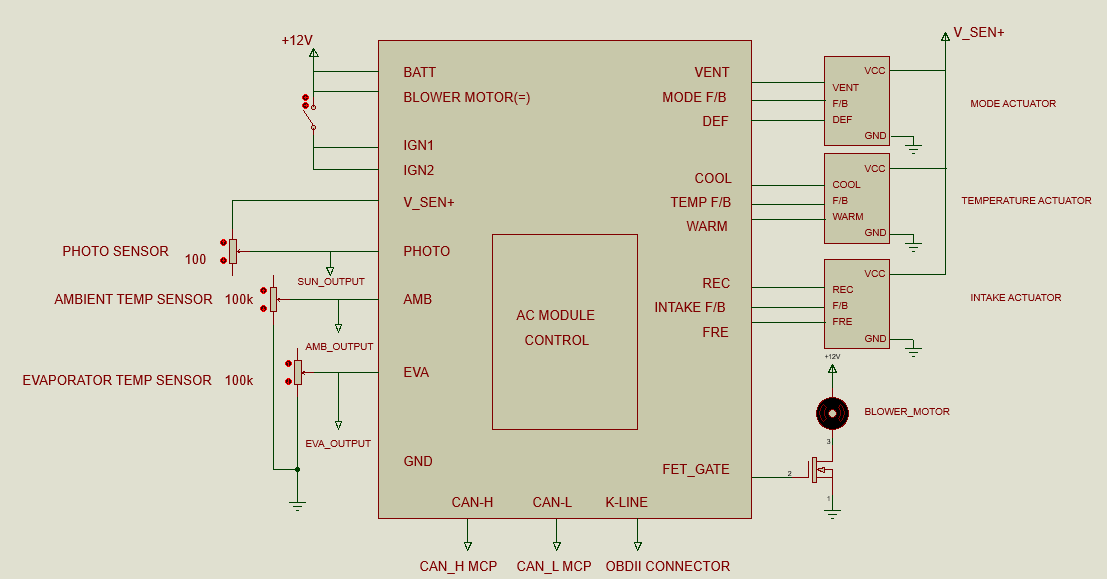 +12V
V_SEN+
BATT
BLOWER MOTOR(=)
IGN1
IGN2
V_SEN+
PHOTO SENSOR
100
PHOTO
SUN_OUTPUT
AMBIENT TEMP SENSOR
100k
AMB
AMB_OUTPUT
EVAPORATOR TEMP SENSOR
100k
EVA
EVA_OUTPUT
GND
AC MODULE
CONTROL
VENT
MODE F/B
DEF
COOL
TEMP F/B
WARM
REC
INTAKE F/B
FRE
FET_GATE
CAN-H
CAN-L
K-LINE
CAN_H MCP
CAN_L MCP
OBDII CONNECTOR
VCC
VENT
F/B
DEF
GND
MODE ACTUATOR
VCC
COOL
F/B
WARM
GND
TEMPERATURE ACTUATOR
VCC
REC
F/B
FRE
GND
INTAKE ACTUATOR
+12V
BLOWER_MOTOR
3
2
1